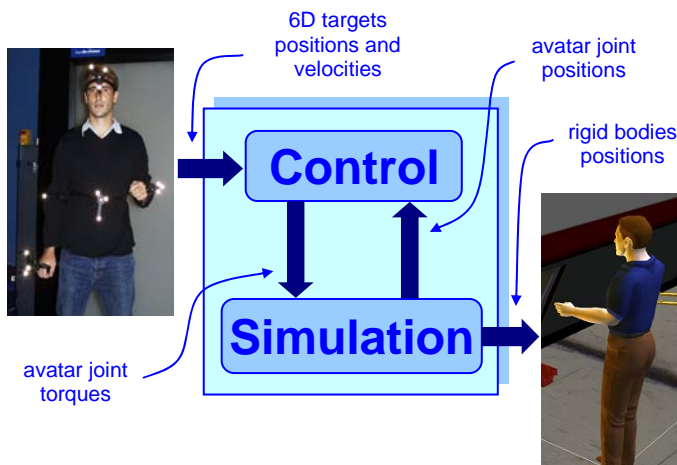 6D targets
positions and
velocities
avatar joint
positions
rigid bodies
positions
Control
Simulation
avatar joint
torques